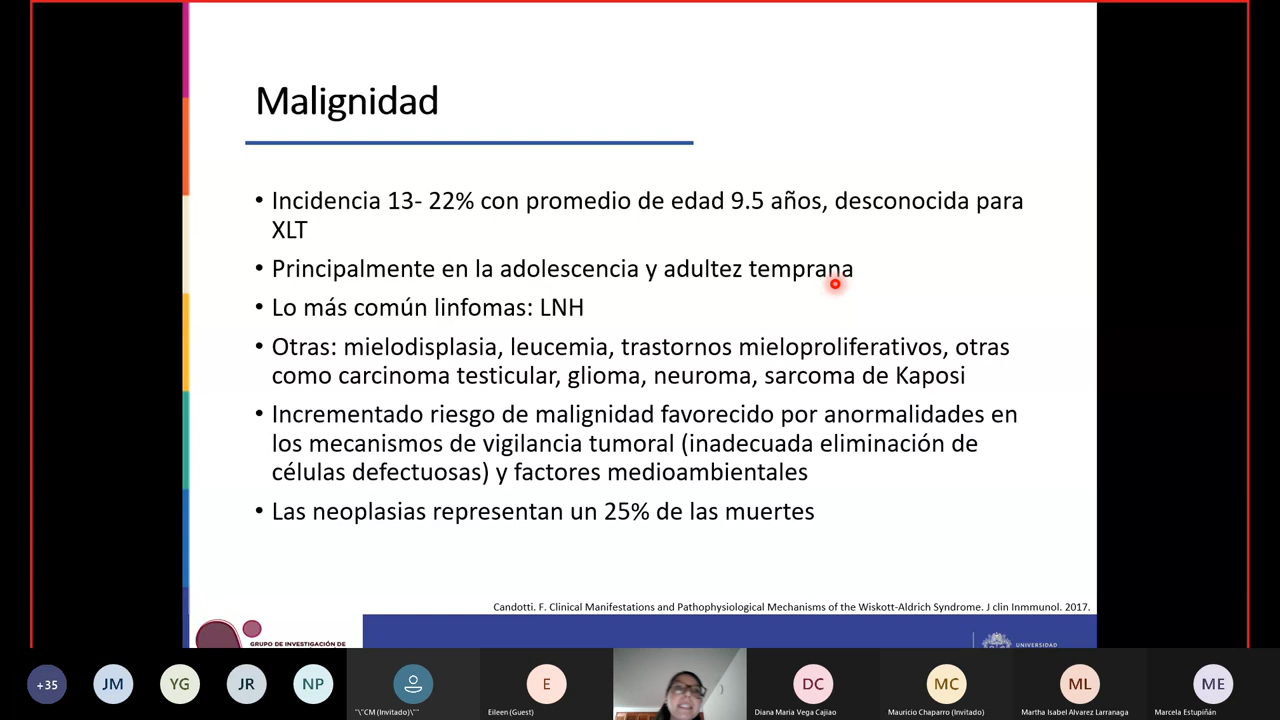 Malignidad
• Incidencia 13- 22% con promedio de edad 9.5 años, desconocida para
XLT
• Principalmente en la adolescencia y adultez temprana
• Lo más común linfomas: LNH
• Otras: mielodisplasia, leucemia, trastornos mieloproliferativos, otras
como carcinoma testicular, glioma, neuroma, sarcoma de Kaposi
• Incrementado riesgo de malignidad favorecido por anormalidades en
los mecanismos de vigilancia tumoral (inadecuada eliminación de
células defectuosas) y factores medioambientales
• Las neoplasias representan un 25% de las muertes
Candotti. F. Clinical Manifestations and Pathophysiological Mechanisms of the Wiskott-Aldrich Syndrome. J clin Inmmunol. 2017.
GRUPO DE INVESTIGACIÓN DE
UNIVERSIDAD
+35
JM
YG
JR
NP
"\"CM (Invitado)\""
E
Eileen (Guest)
DC
Diana Maria Vega Cajiao
MC
Mauricio Chaparro (Invitado)
ML
Martha Isabel Alvarez Larranaga
ME
Marcela Estupiñán